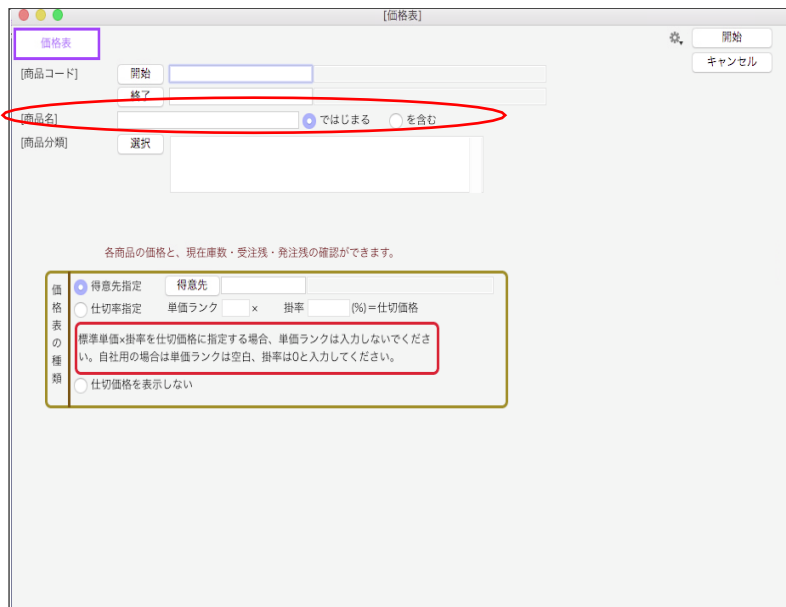 [価格表]
価格表
開始
キャンセル
[商品コード] 開始
終了
[商品名] ではじまる を含む
[商品分類] 選択
各商品の価格と、現在庫数・受注残・発注残の確認ができます。
価格表の種類
得意先指定 得意先
仕切率指定 単価ランク × 掛率 (%)=仕切価格
標準単価×掛率を仕切価格に指定する場合、単価ランクは入力しないでくださ
い。自社用の場合は単価ランクは空白、掛率は0と入力してください。
仕切価格を表示しない